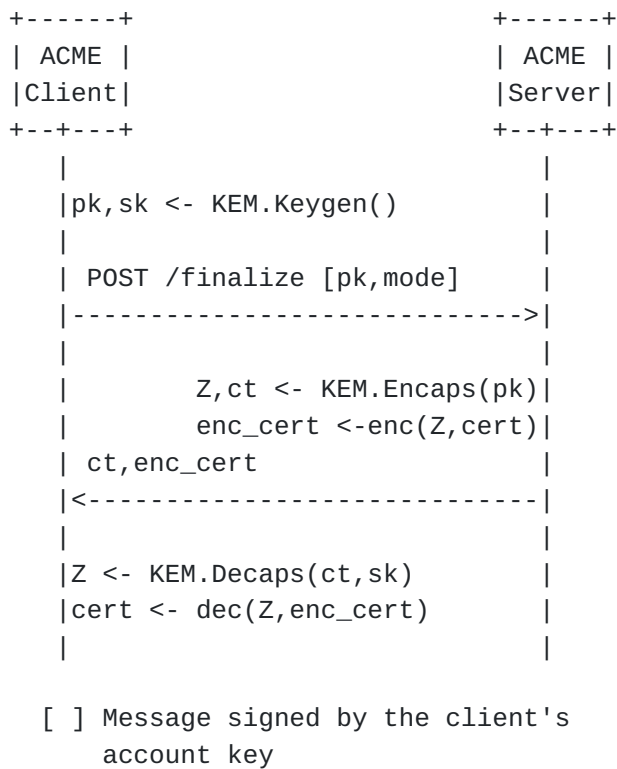 +------+                       +------+
| ACME |                       | ACME |
|Client|                       |Server|
+--+---+                       +--+---+
   |                              |
   |pk,sk <- KEM.Keygen()         |
   |                              |
   | POST /finalize [pk,mode]     |
   |----------------------------->|
   |                              |
   |        Z,ct <- KEM.Encaps(pk)|
   |        enc_cert <-enc(Z,cert)|
   | ct,enc_cert                  |
   |<-----------------------------|
   |                              |
   |Z <- KEM.Decaps(ct,sk)        |
   |cert <- dec(Z,enc_cert)       |
   |                              |

  [ ] Message signed by the client's
      account key